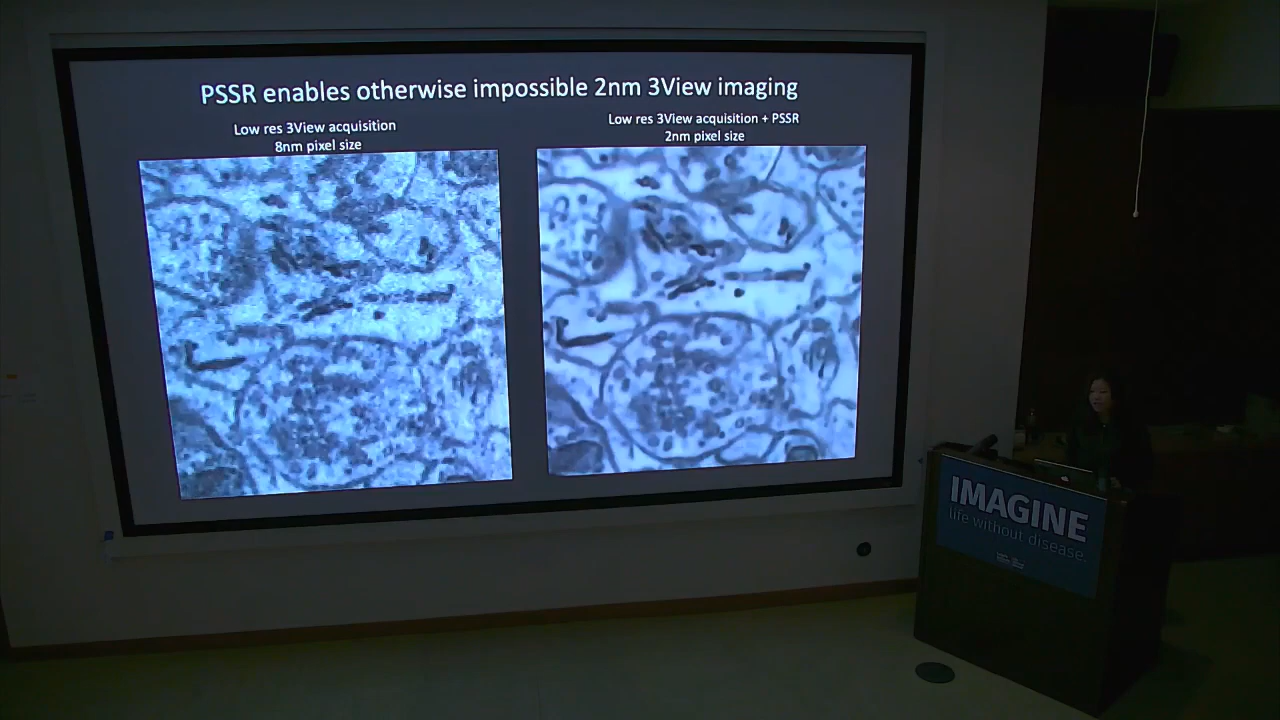 PSSR enables otherwise impossible 2nm 3View imaging
Low res 3View acquisition
8nm pixel size
Low res 3View acquisition + PSSR
2nm pixel size
IMAGINE
life without disease.